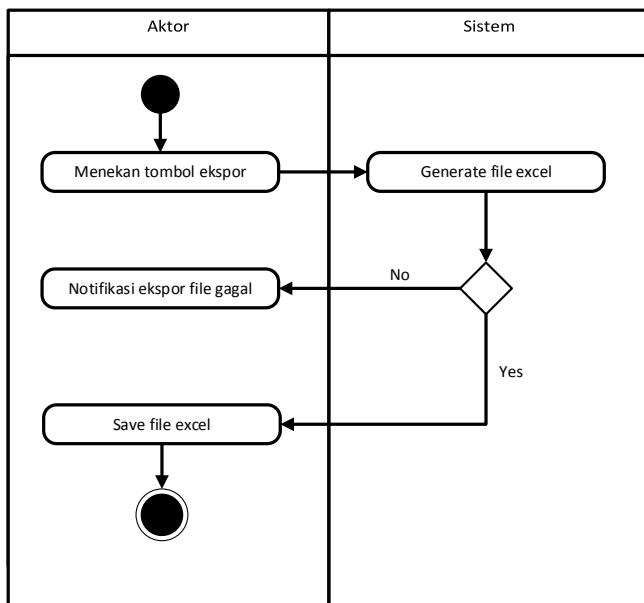 Aktor
Sistem
Menekan tombol ekspor
Generate file excel
No
Notifikasi ekspor file gagal
Yes
Save file excel